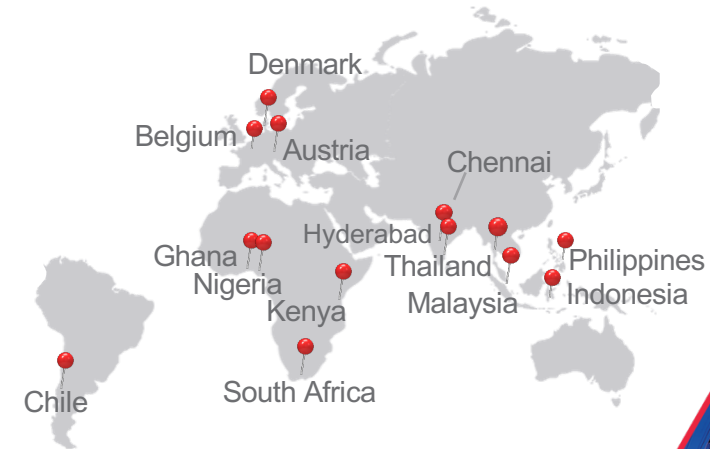 Denmark
Belgium
Austria
Chennai
Hyderabad
Ghana
Thailand
Philippines
Nigeria
Malaysia
Indonesia
Kenya
South Africa
Chile